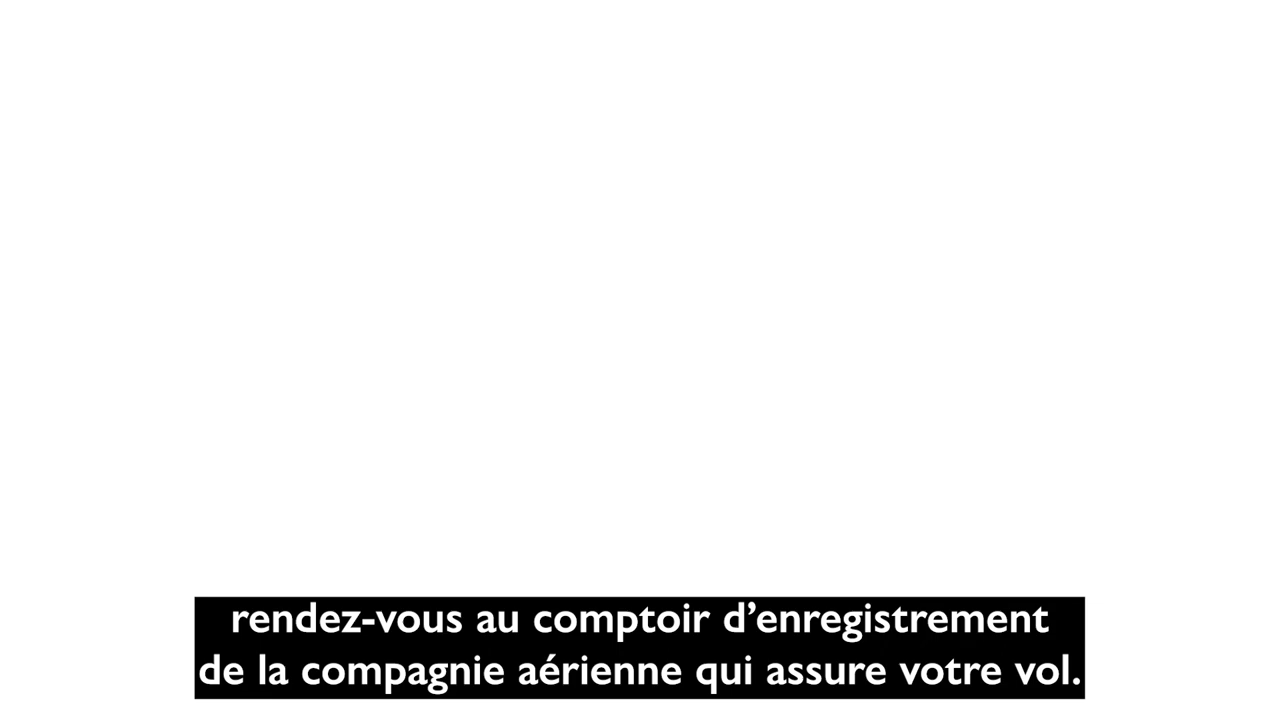 rendez-vous au comptoir d’enregistrement
de la compagnie aérienne qui assure votre vol.